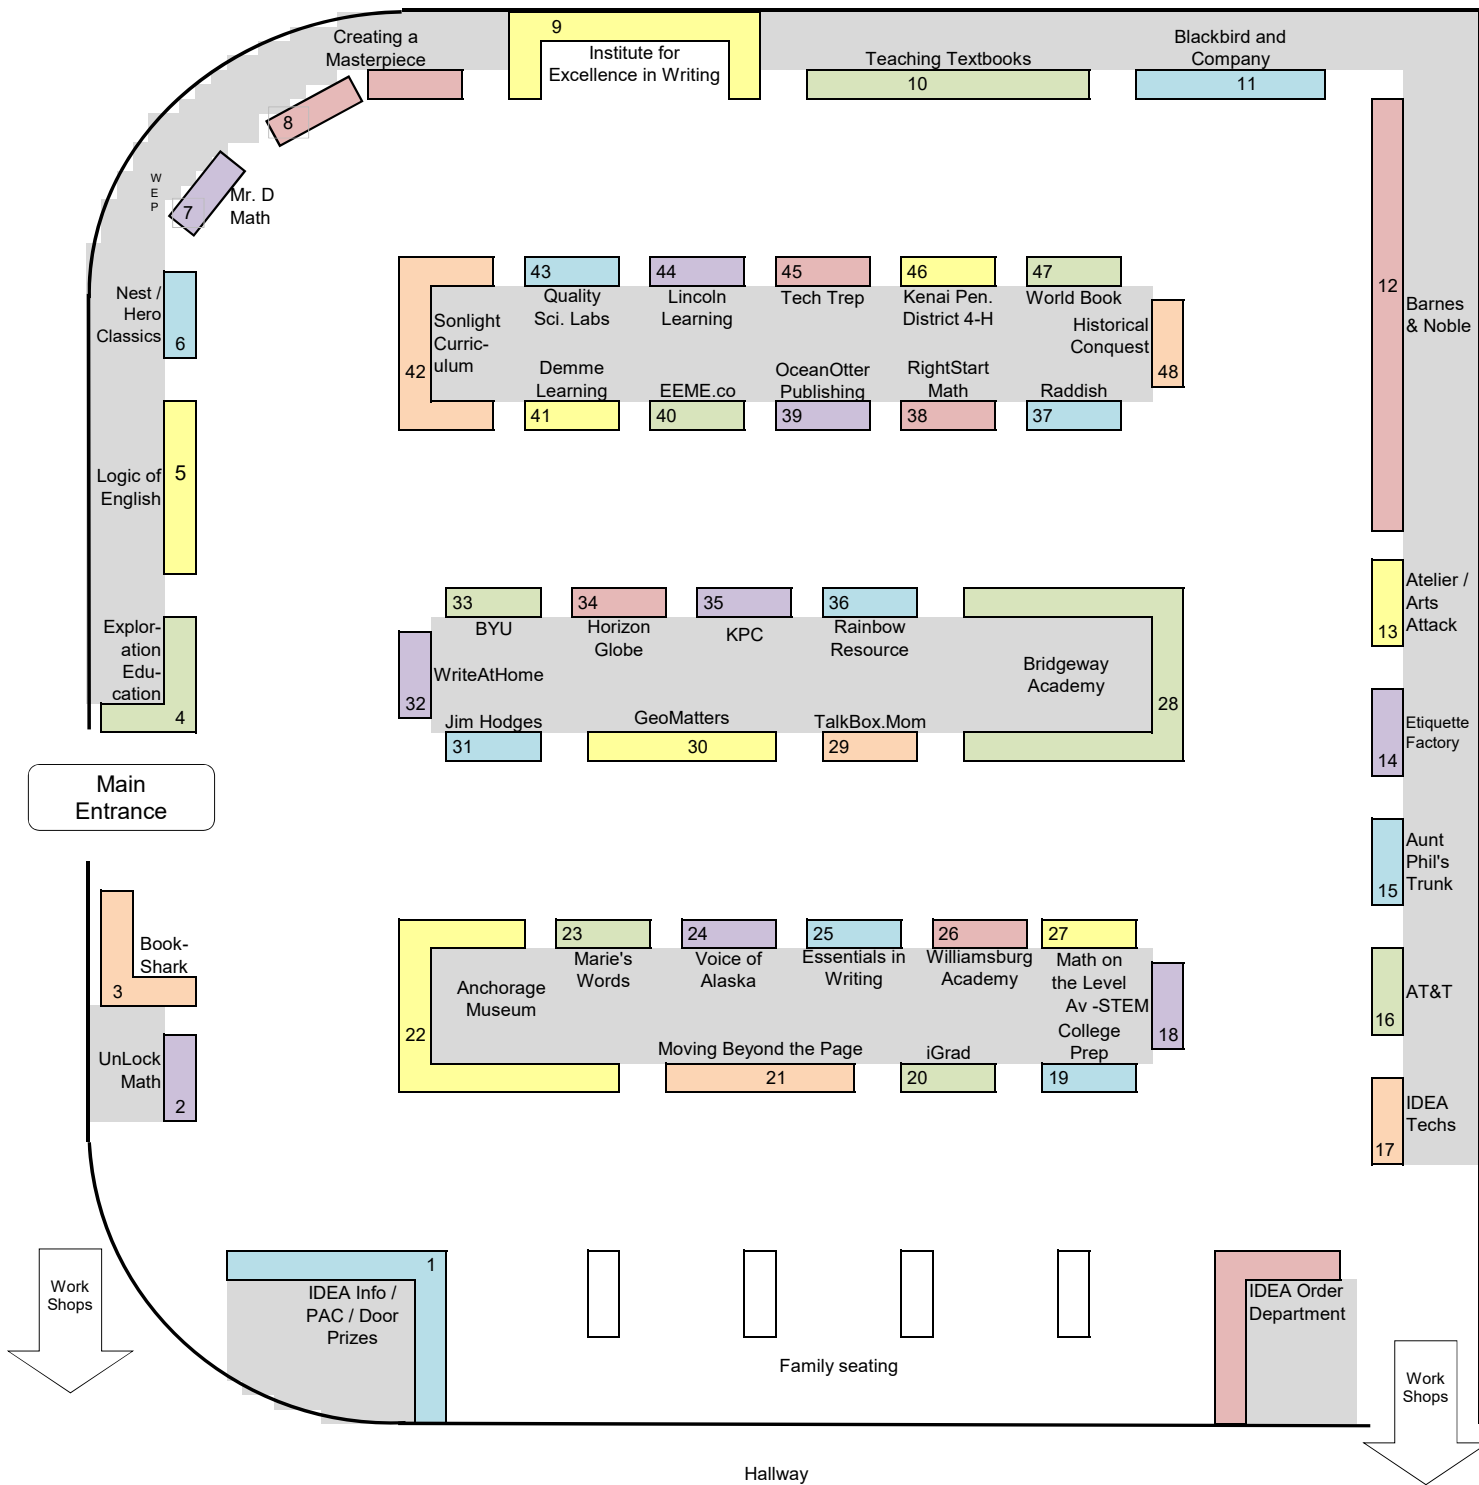 Creating a
Masterpiece
8
9
Institute for
Excellence in Writing
Teaching Textbooks
10
Blackbird and
Company
11
W
E
P
7
Mr. D
Math
Nest /
Hero
Classics
6
Logic of
English
5
Explor-
ation
Edu-
cation
4
Main
Entrance
43
44
45
46
47
Quality
Sci. Labs
Lincoln
Learning
Tech Trep
Kenai Pen.
District 4-H
World Book
Sonlight
Curric-
ulum
42
Historical
Conquest
48
Demme
Learning
EEME.co
OceanOtter
Publishing
RightStart
Math
Raddish
41
40
39
38
37
12
Barnes
& Noble
Atelier /
Arts
Attack
13
Etiquette
Factory
14
Aunt
Phil's
Trunk
15
AT&T
16
IDEA
Techs
17
33
34
35
36
BYU
Horizon
Globe
KPC
Rainbow
Resource
WriteAtHome
32
Bridgeway
Academy
28
Jim Hodges
GeoMatters
TalkBox.Mom
31
30
29
Book-
Shark
3
UnLock
Math
2
23
24
25
26
27
Marie's
Words
Voice of
Alaska
Essentials in
Writing
Williamsburg
Academy
Math on
the Level
Anchorage
Museum
22
Av -STEM
18
College
Prep
Moving Beyond the Page
iGrad
21
20
19
Work
Shops
1
IDEA Info /
PAC / Door
Prizes
Family seating
IDEA Order
Department
Work
Shops
Hallway